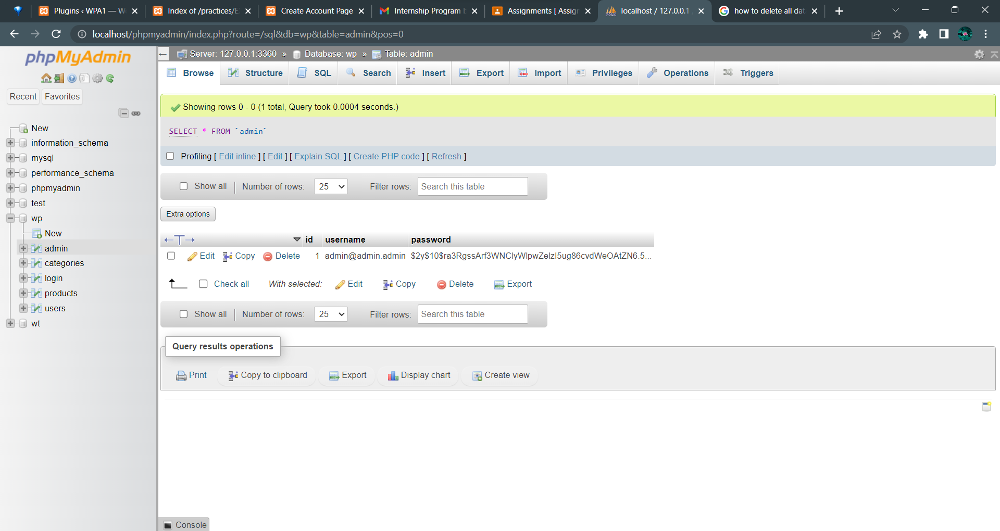 Plugins ‹ WPA1 — W
Index of /practices/E
Create Account Page
Internship Program
Assignments [ Assig
localhost / 127.0.0.1
how to delete all dat
localhost/phpmyadmin/index.php?route=/sql&db=wp&table=admin&pos=0
phpMyAdmin
Recent
Favorites
New
information_schema
mysql
performance_schema
phpmyadmin
test
wp
New
admin
categories
login
products
users
wt
Server: 127.0.0.1:3360 » Database: wp » Table: admin
Browse
Structure
SQL
Search
Insert
Export
Import
Privileges
Operations
Triggers
Showing rows 0 - 0 (1 total, Query took 0.0004 seconds.)
SELECT * FROM `admin`
Profiling [ Edit inline ] [ Edit ] [ Explain SQL ] [ Create PHP code ] [ Refresh ]
Show all Number of rows: 25 Filter rows: Search this table
Extra options
id username password
Edit Copy Delete 1 admin@admin.admin $2y$10$ra3RgssArf3WNClyWlpwZelzI5ug86cvdWeOAtZN6.5...
Check all With selected: Edit Copy Delete Export
Show all Number of rows: 25 Filter rows: Search this table
Query results operations
Print Copy to clipboard Export Display chart Create view
Console